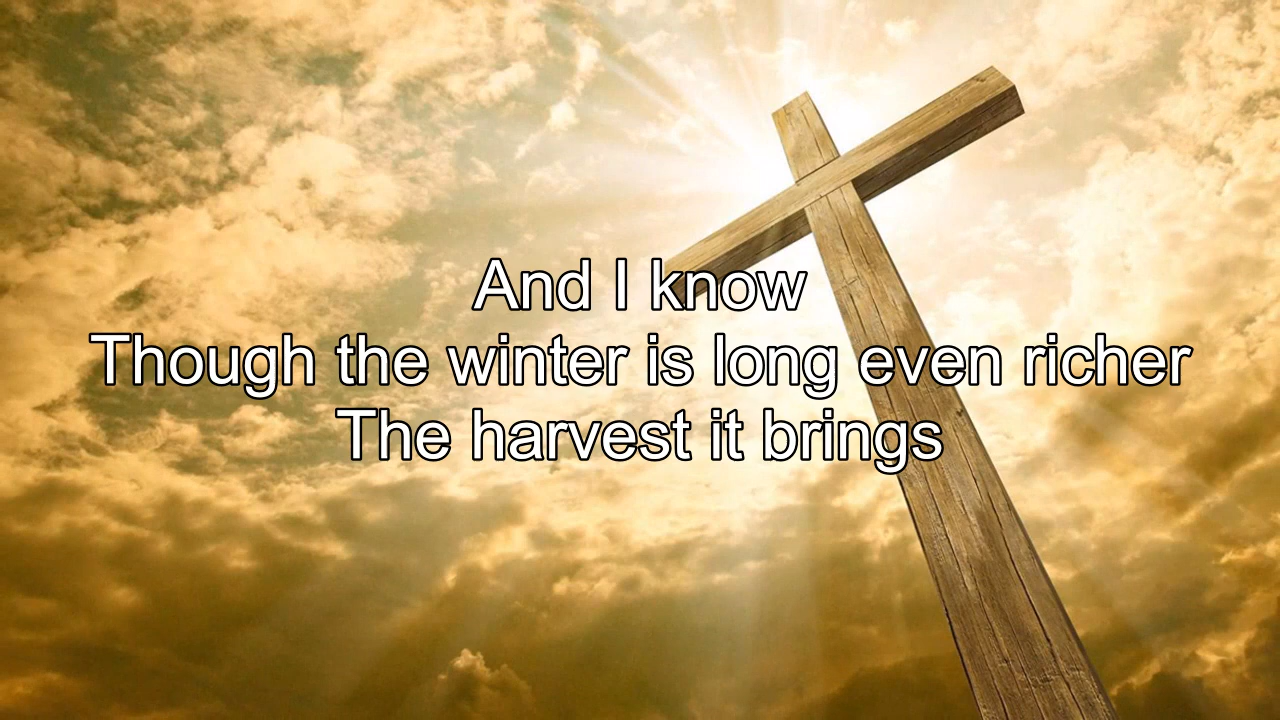 And I know
Though the winter is long even richer
The harvest it brings